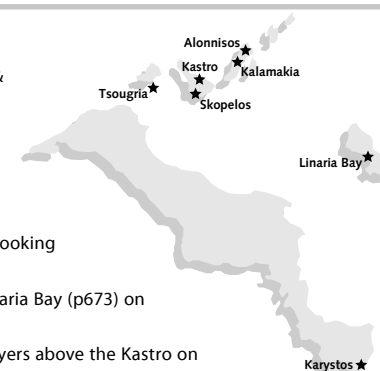 Alonnisos
Kastro
Kalamakia
&
Tsougria
Skopelos
Linaria Bay
ooking
aria Bay (p673) on
yers above the Kastro on
Karystos